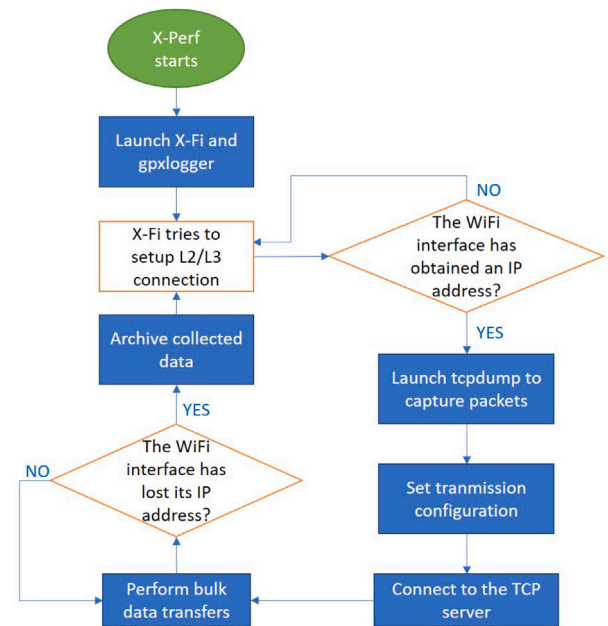 X-Perf
starts
Launch X-Fi and
gpxlogger
X-Fi tries to
setup L2/L3
connection
NO
The WiFi
interface has
obtained an IP
address?
YES
Launch tcpdump to
capture packets
Set tranmission
configuration
Connect to the TCP
server
Perform bulk
data transfers
The WiFi
interface has
lost its IP
address?
NO
YES
Archive collected
data